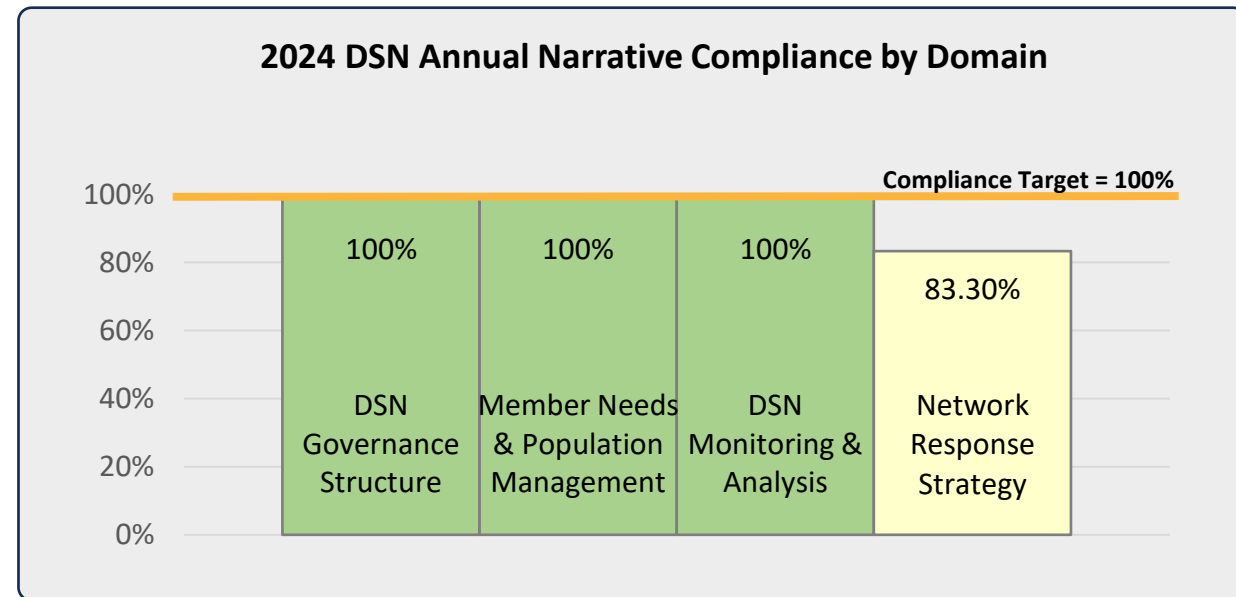 2024 DSN Annual Narrative Compliance by Domain
Compliance Target = 100%
100%
80%
60%
40%
20%
0%
100%
100%
100%
83.30%
DSN
Governance
Structure
Member Needs
& Population
Management
DSN
Monitoring &
Analysis
Network
Response
Strategy